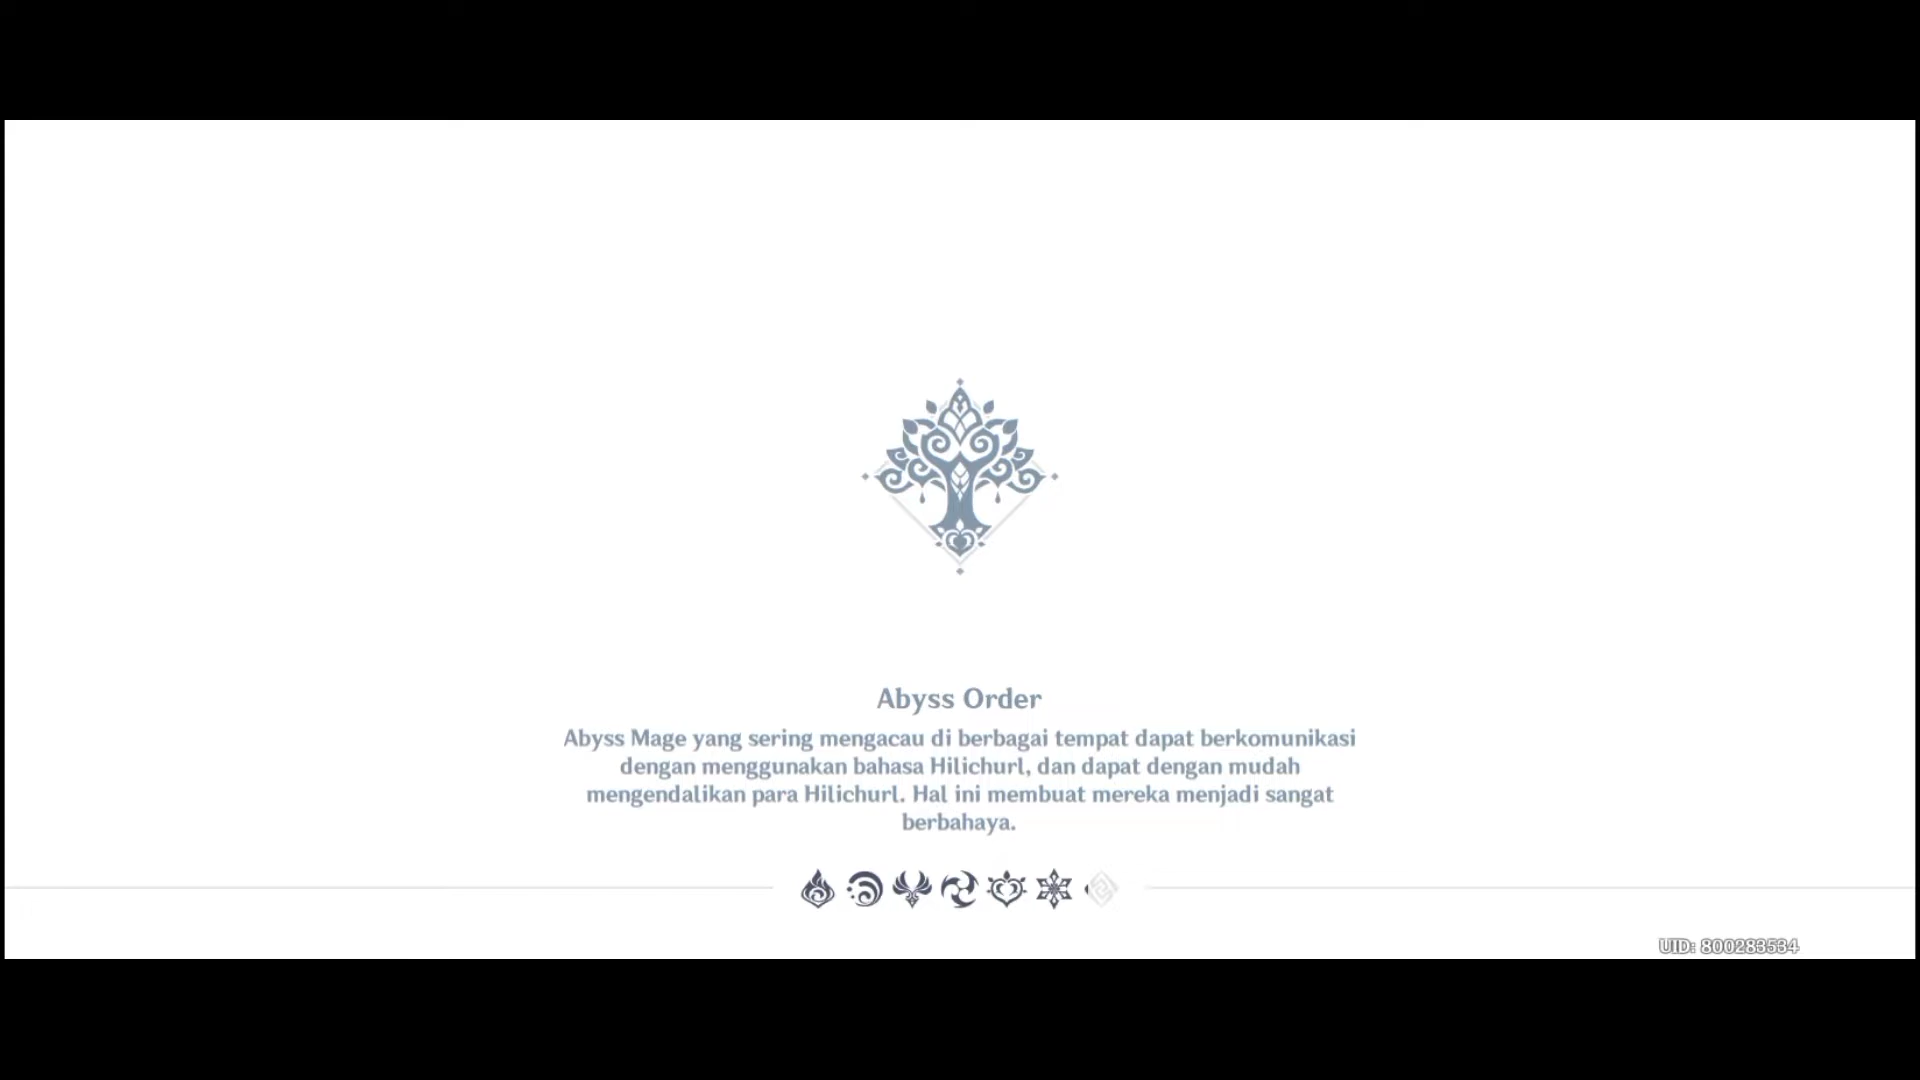 Abyss Order
Abyss Mage yang sering mengacau di berbagai tempat dapat berkomunikasi
dengan menggunakan bahasa Hilichurl, dan dapat dengan mudah
mengendalikan para Hilichurl. Hal ini membuat mereka menjadi sangat
berbahaya.
UID: 800283534